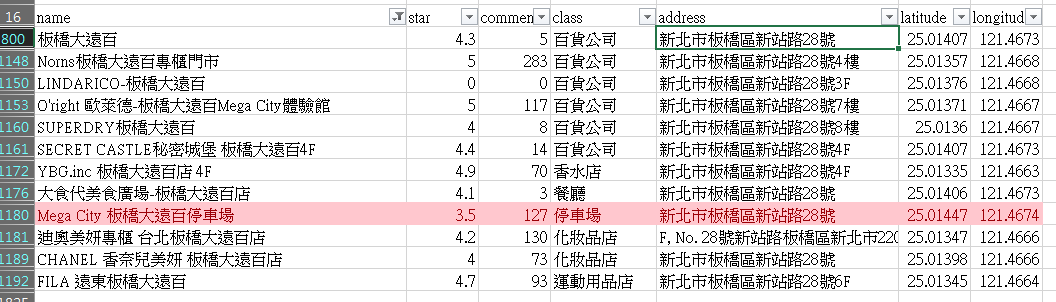 16 name star commen class address latitude longitud
800 板橋大遠百 4.3 5 百貨公司 新北市板橋區新站路28號 25.01407 121.4673
1148 Norns板橋大遠百專櫃門市 5 283 百貨公司 新北市板橋區新站路28號4樓 25.01357 121.4668
1150 LINDARICO-板橋大遠百 0 0 百貨公司 新北市板橋區新站路28號3F 25.01376 121.4668
1153 O'right 歐萊德-板橋大遠百Mega City體驗館 5 117 百貨公司 新北市板橋區新站路28號7樓 25.01371 121.4667
1160 SUPERDRY板橋大遠百 4 8 百貨公司 新北市板橋區新站路28號8樓 25.0136 121.4667
1161 SECRET CASTLE秘密城堡 板橋大遠百4F 4.4 14 百貨公司 新北市板橋區新站路28號4F 25.01407 121.4673
1172 YBG.inc 板橋大遠百店 4F 4.9 70 香水店 新北市板橋區新站路28號4F 25.01335 121.4663
1176 大食代美食廣場-板橋大遠百店 4.1 3 餐廳 新北市板橋區新站路28號 25.01406 121.4673
1180 Mega City 板橋大遠百停車場 3.5 127 停車場 新北市板橋區新站路28號 25.01447 121.4674
1181 迪奧美妍專櫃 台北板橋大遠百店 4.2 130 化妝品店 F, No. 28號新站路板橋區新北市220 25.01347 121.4666
1189 CHANEL 香奈兒美妍 板橋大遠百店 4 73 化妝品店 新北市板橋區新站路28號 25.01398 121.4666
1192 FILA 遠東板橋大遠百 4.7 93 運動用品店 新北市板橋區新站路28號6F 25.01345 121.4664